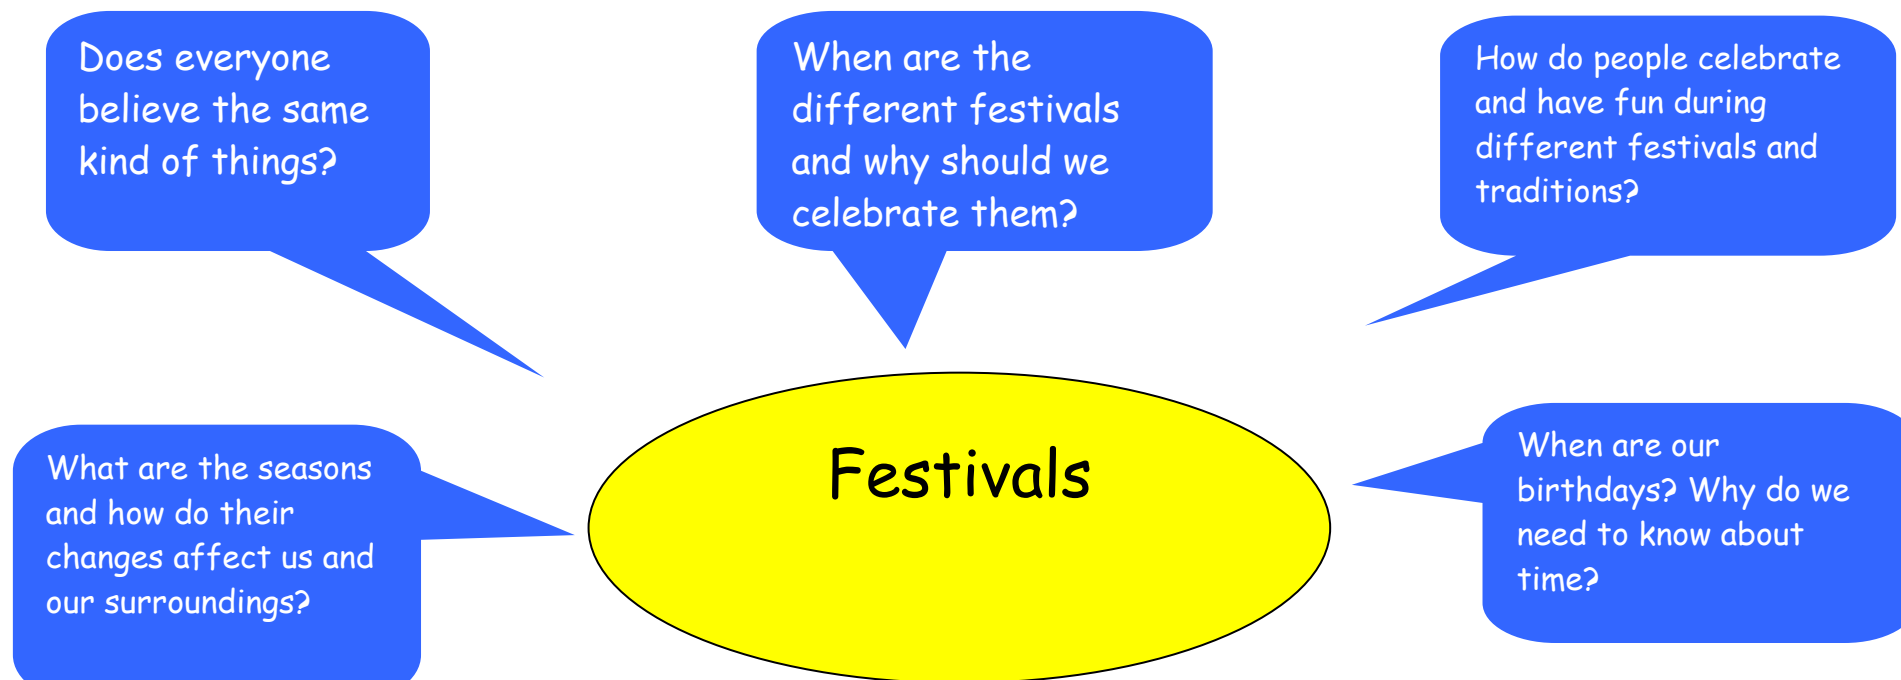 Does everyone
believe the same
kind of things?
When are the
different festivals
and why should we
celebrate them?
How do people celebrate
and have fun during
different festivals and
traditions?
What are the seasons
and how do their
changes affect us and
our surroundings?
Festivals
When are our
birthdays? Why do we
need to know about
time?